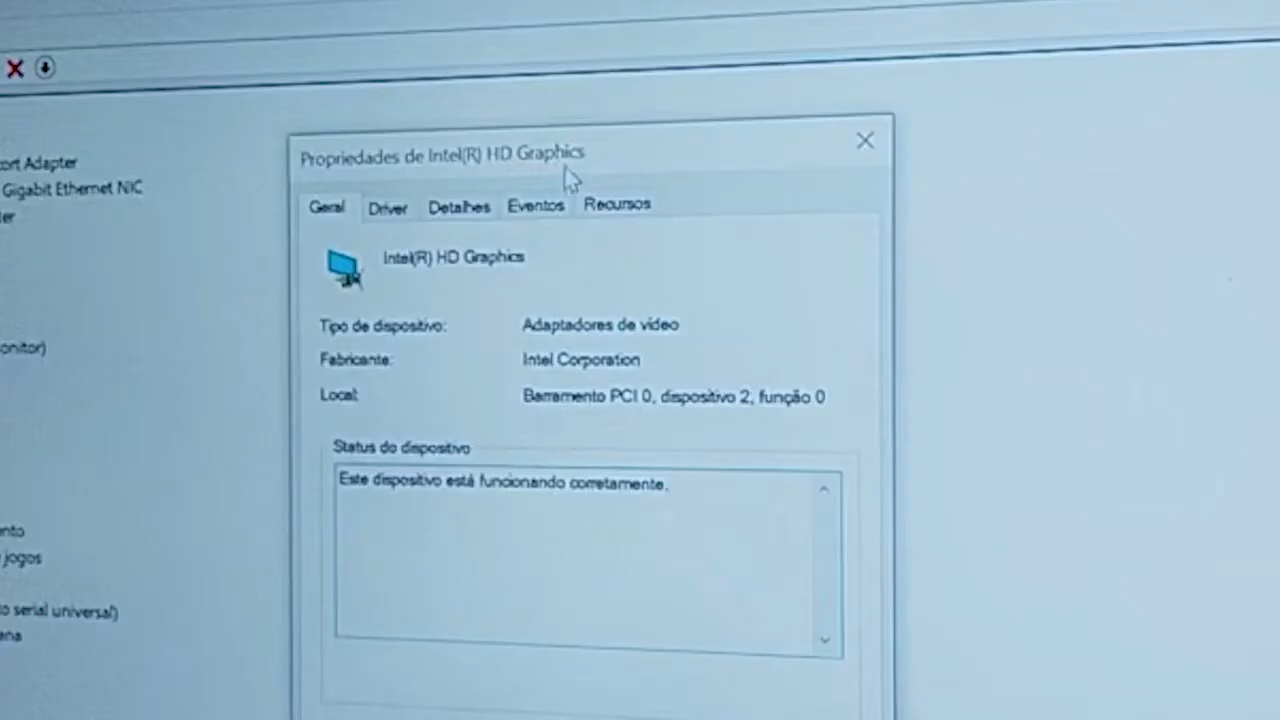 ort Adapter
Gigabit Ethernet NIC
er
onitor)
nto
jogos
o serial universal)
ana
Propriedades de Intel(R) HD Graphics
Geral Driver Detalhes Eventos Recursos
Intel(R) HD Graphics
Tipo de dispositivo: Adaptadores de vídeo
Fabricante: Intel Corporation
Local: Barramento PCI 0, dispositivo 2, função 0
Status do dispositivo
Este dispositivo está funcionando corretamente.